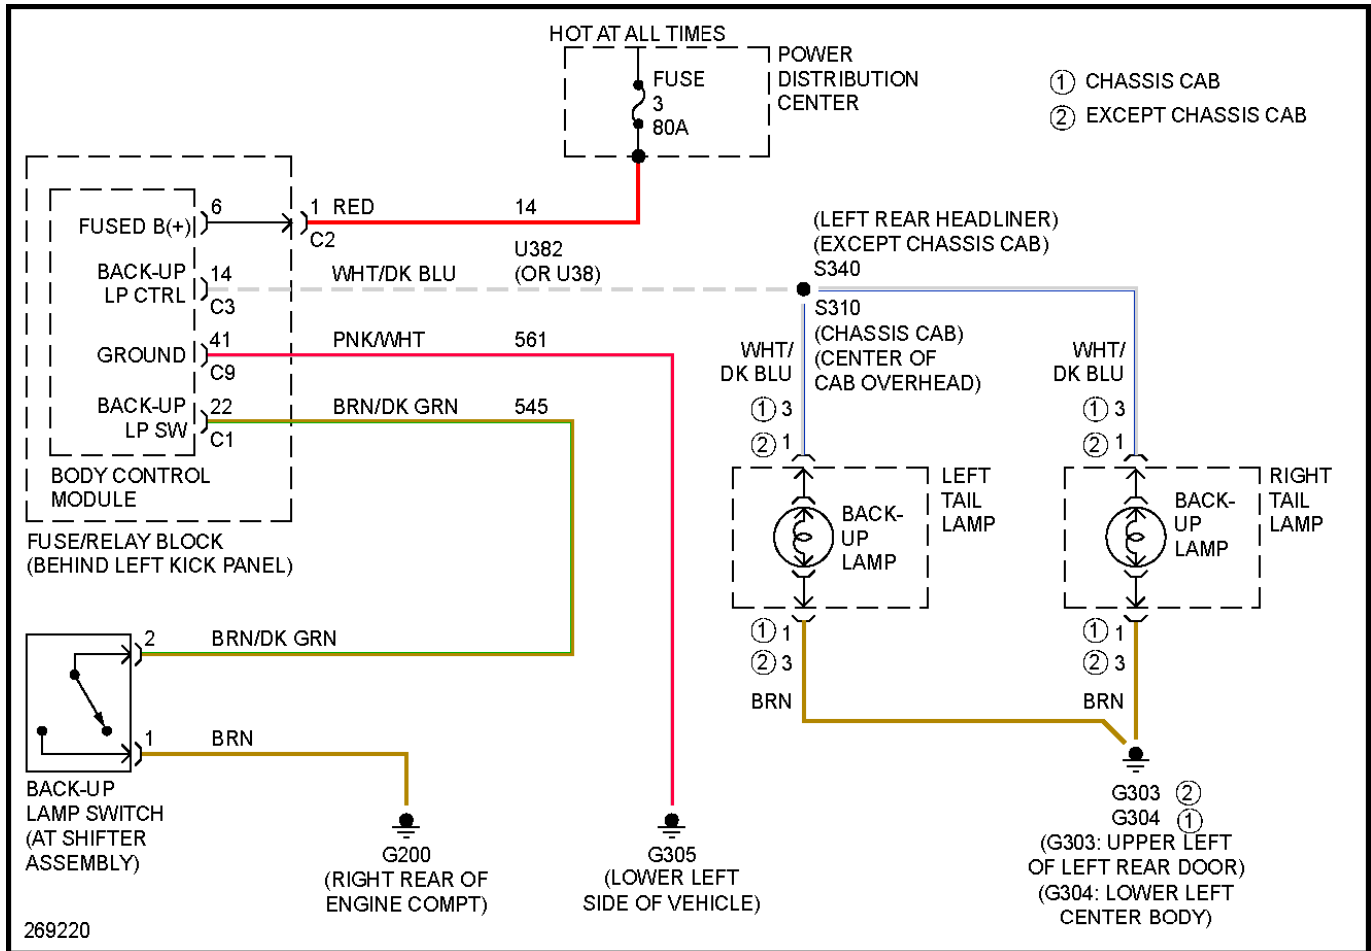 HOT AT ALL TIMES
POWER
DISTRIBUTION
CENTER
FUSE
3
80A
1 CHASSIS CAB
2 EXCEPT CHASSIS CAB
FUSED B(+)
6
1 RED 14
C2
U382
(OR U38)
BACK-UP
LP CTRL
14
C3
WHT/DK BLU
GROUND
41
C9
PNK/WHT 561
BACK-UP
LP SW
22
C1
BRN/DK GRN 545
BODY CONTROL
MODULE
FUSE/RELAY BLOCK
(BEHIND LEFT KICK PANEL)
(LEFT REAR HEADLINER)
(EXCEPT CHASSIS CAB)
S340
S310
(CHASSIS CAB)
(CENTER OF
CAB OVERHEAD)
WHT/
DK BLU
1 3
2 1
WHT/
DK BLU
1 3
2 1
BACK-
UP
LAMP
LEFT
TAIL
LAMP
BACK-
UP
LAMP
RIGHT
TAIL
LAMP
1 1
2 3
BRN
1 1
2 3
BRN
2
BRN/DK GRN
1
BRN
BACK-UP
LAMP SWITCH
(AT SHIFTER
ASSEMBLY)
G200
(RIGHT REAR OF
ENGINE COMPT)
G305
(LOWER LEFT
SIDE OF VEHICLE)
G303 2
G304 1
(G303: UPPER LEFT
OF LEFT REAR DOOR)
(G304: LOWER LEFT
CENTER BODY)
269220